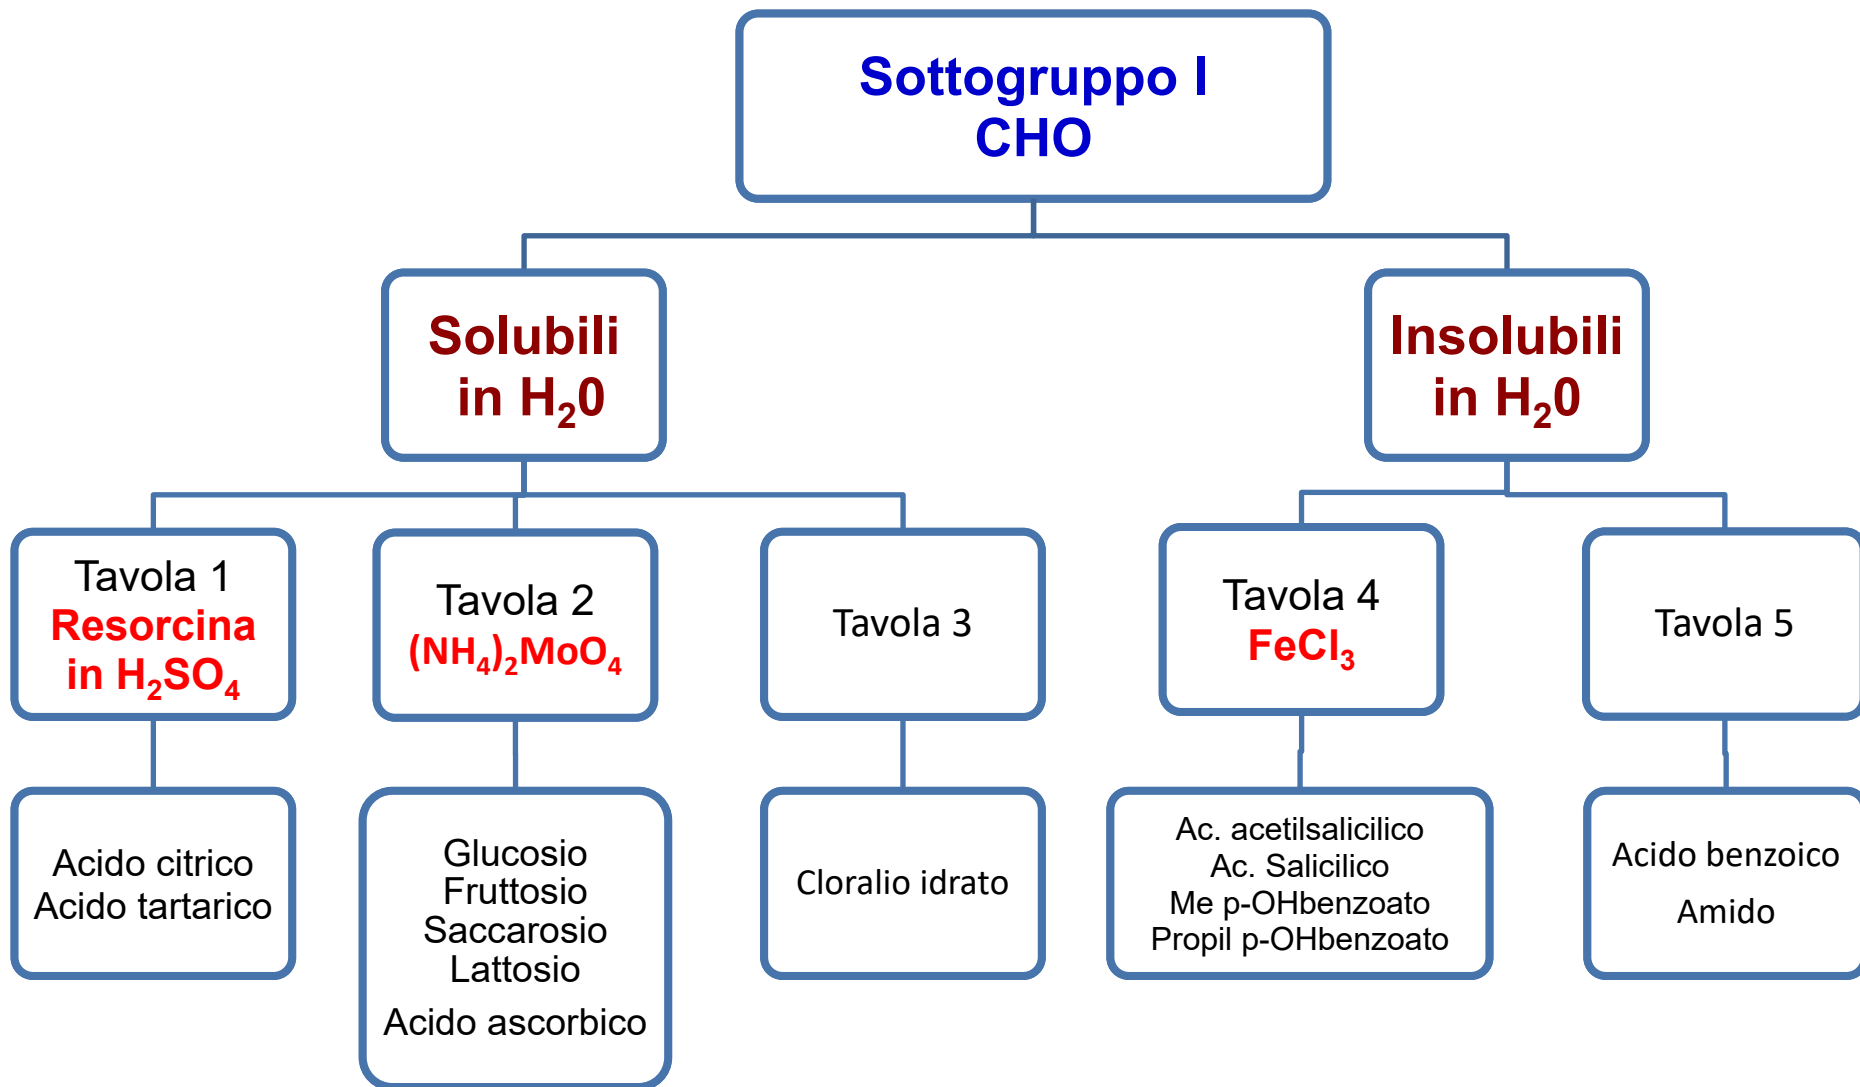 Sottogruppo I
CHO
Solubili
in H₂0
Insolubili
in H₂0
Tavola 1
Resorcina
in H₂SO₄
Tavola 2
(NH₄)₂MoO₄
Tavola 3
Tavola 4
FeCl₃
Tavola 5
Acido citrico
Acido tartarico
Glucosio
Fruttosio
Saccarosio
Lattosio
Acido ascorbico
Cloralio idrato
Ac. acetilsalicilico
Ac. Salicilico
Me p-OHbenzoato
Propil p-OHbenzoato
Acido benzoico
Amido